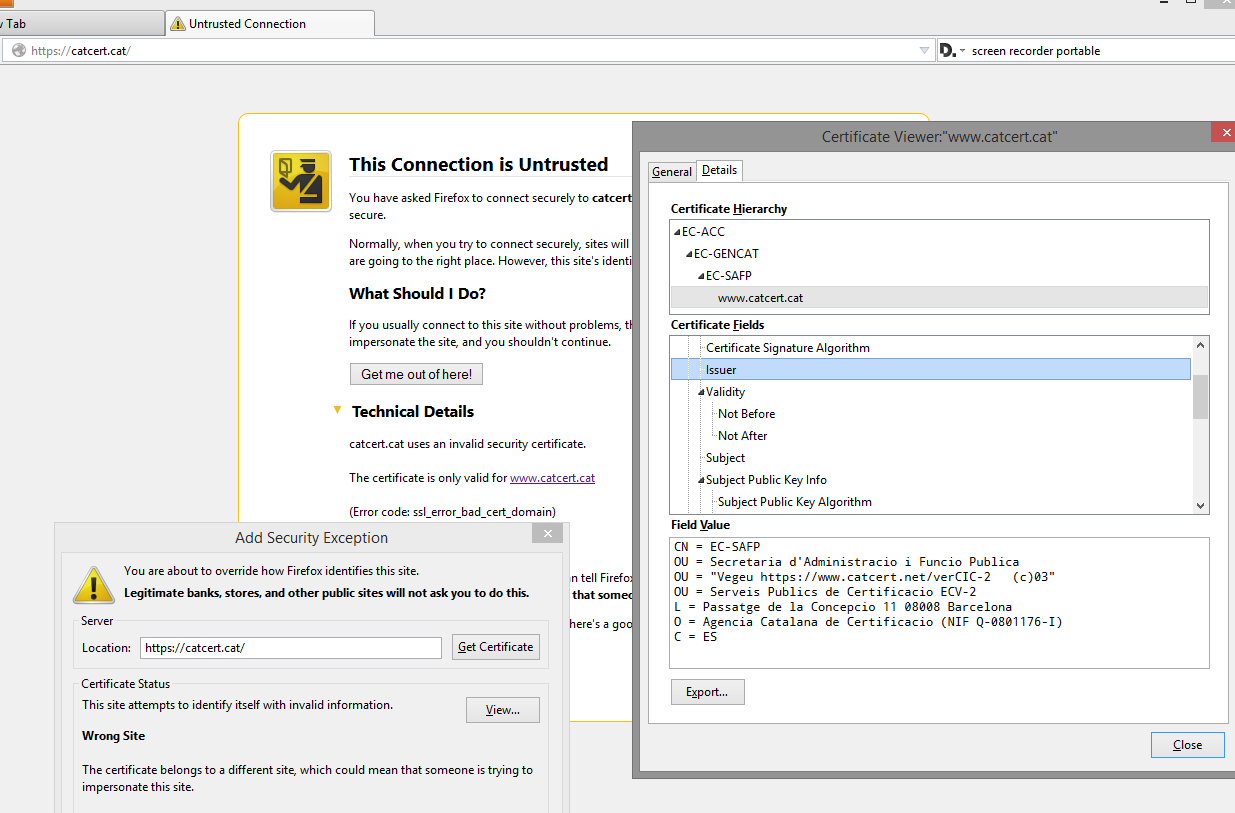 Tab
Untrusted Connection
https://catcert.cat/
D.
screen recorder portable
This Connection is Untrusted
You have asked Firefox to connect securely to catcert
secure.
Normally, when you try to connect securely, sites will
are going to the right place. However, this site's identi
What Should I Do?
If you usually connect to this site without problems, th
impersonate the site, and you shouldn't continue.
Get me out of here!
Technical Details
catcert.cat uses an invalid security certificate.
The certificate is only valid for www.catcert.cat
(Error code: ssl_error_bad_cert_domain)
n tell Firefox
that someo
here's a goo
Add Security Exception
You are about to override how Firefox identifies this site.
Legitimate banks, stores, and other public sites will not ask you to do this.
Server
Location:
https://catcert.cat/
Get Certificate
Certificate Status
This site attempts to identify itself with invalid information.
View...
Wrong Site
The certificate belongs to a different site, which could mean that someone is trying to
impersonate this site.
Certificate Viewer:"www.catcert.cat"
General
Details
Certificate Hierarchy
EC-ACC
EC-GENCAT
EC-SAFP
www.catcert.cat
Certificate Fields
Certificate Signature Algorithm
Issuer
Validity
Not Before
Not After
Subject
Subject Public Key Info
Subject Public Key Algorithm
Field Value
CN = EC-SAFP
OU = Secretaria d'Administracio i Funcio Publica
OU = "Vegeu https://www.catcert.net/verCIC-2   (c)03"
OU = Serveis Publics de Certificacio ECV-2
L = Passatge de la Concepcio 11 08008 Barcelona
O = Agencia Catalana de Certificacio (NIF Q-0801176-I)
C = ES
Export...
Close